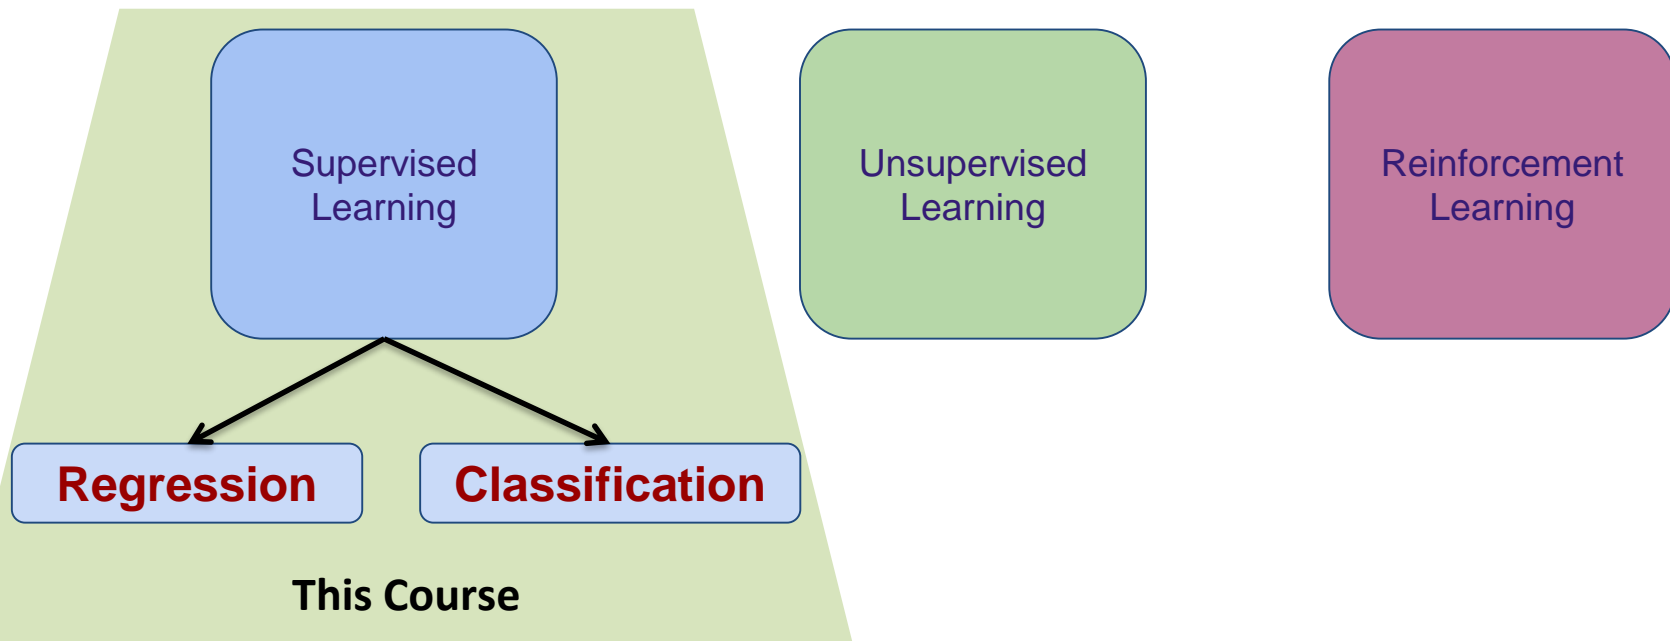 Supervised
Learning
Unsupervised
Learning
Reinforcement
Learning
Regression
Classification
This Course